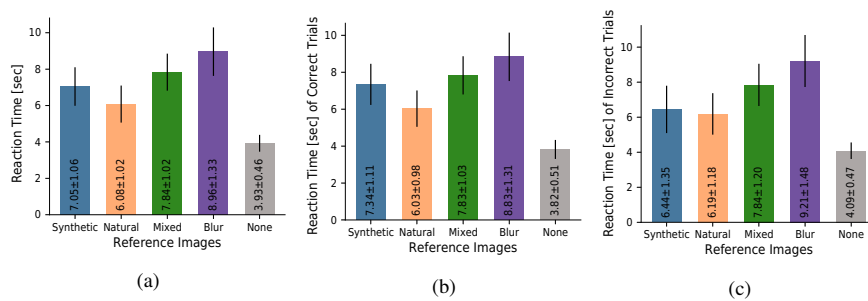 Reaction Time [sec]
10
8
6
4
2
0
7.05±1.06
6.08±1.02
7.84±1.02
8.96±1.33
3.93±0.46
Synthetic Natural Mixed Blur None
Reference Images
(a)
Reaction Time [sec] of Correct Trials
10
8
6
4
2
0
7.34±1.11
6.03±0.98
7.83±1.03
8.83±1.31
3.82±0.51
Synthetic Natural Mixed Blur None
Reference Images
(b)
Reaction Time [sec] of Incorrect Trials
10
8
6
4
2
0
6.44±1.35
6.19±1.18
7.84±1.20
9.21±1.48
4.09±0.47
Synthetic Natural Mixed Blur None
Reference Images
(c)